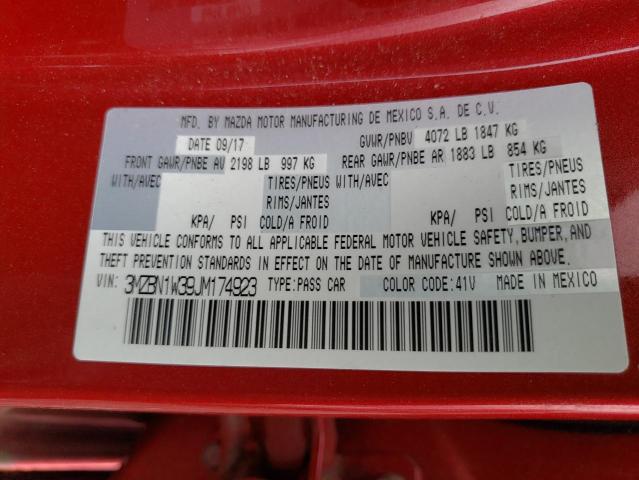 MFD. BY MAZDA MOTOR MANUFACTURING DE MEXICO S.A. DE C.V.
DATE 09/17 GVWR/PNBV 4072 LB 1847 KG
FRONT GAWR/PNBE AV 2198 LB 997 KG REAR GAWR/PNBE AR 1883 LB 854 KG
WITH/AVEC TIRES/PNEUS WITH/AVEC TIRES/PNEUS
RIMS/JANTES RIMS/JANTES
KPA/ PSI COLD/A FROID KPA/ PSI COLD/A FROID
THIS VEHICLE CONFORMS TO ALL APPLICABLE FEDERAL MOTOR VEHICLE SAFETY, BUMPER, AND
THEFT PREVENTION STANDARDS IN EFFECT ON THE DATE OF MANUFACTURE SHOWN ABOVE.
VIN: 3MZBN1W39JM174923 TYPE:PASS CAR COLOR CODE:41V MADE IN MEXICO